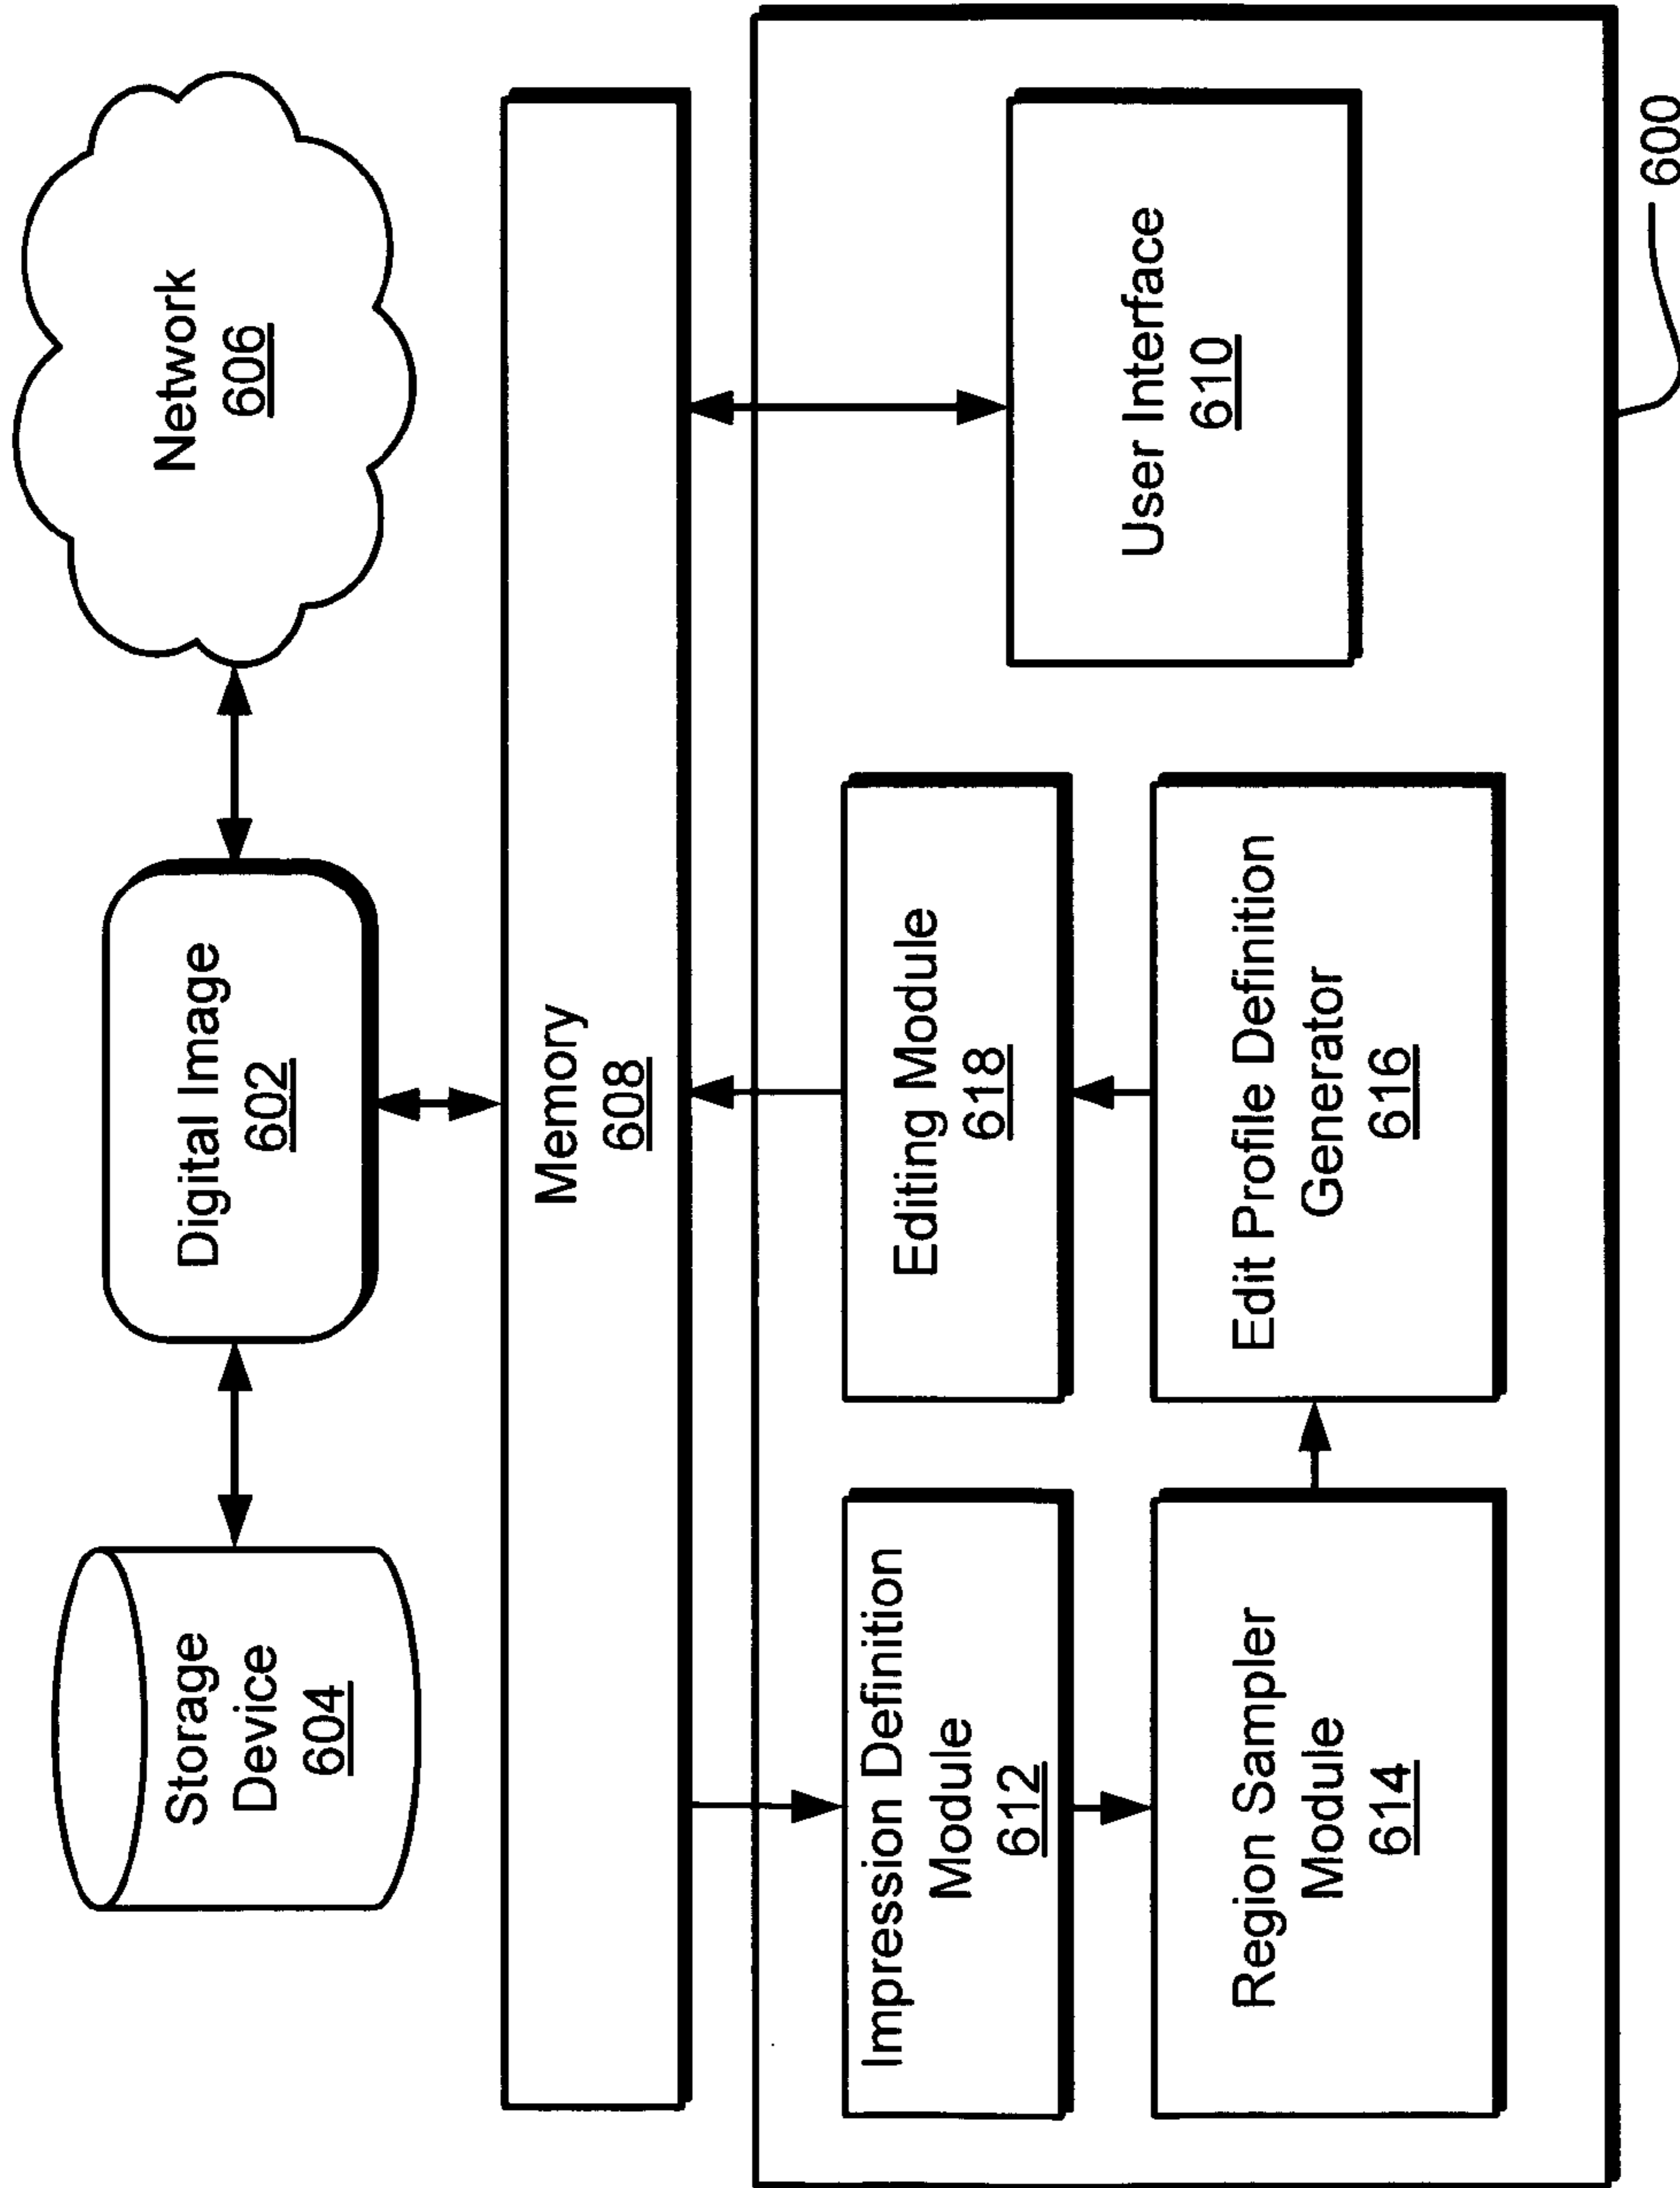 Storage
Device
604
Digital Image
602
Network
606
Memory
608
Impression Definition
Module
612
Editing Module
618
User Interface
610
Region Sampler
Module
614
Edit Profile Definition
Generator
616
600